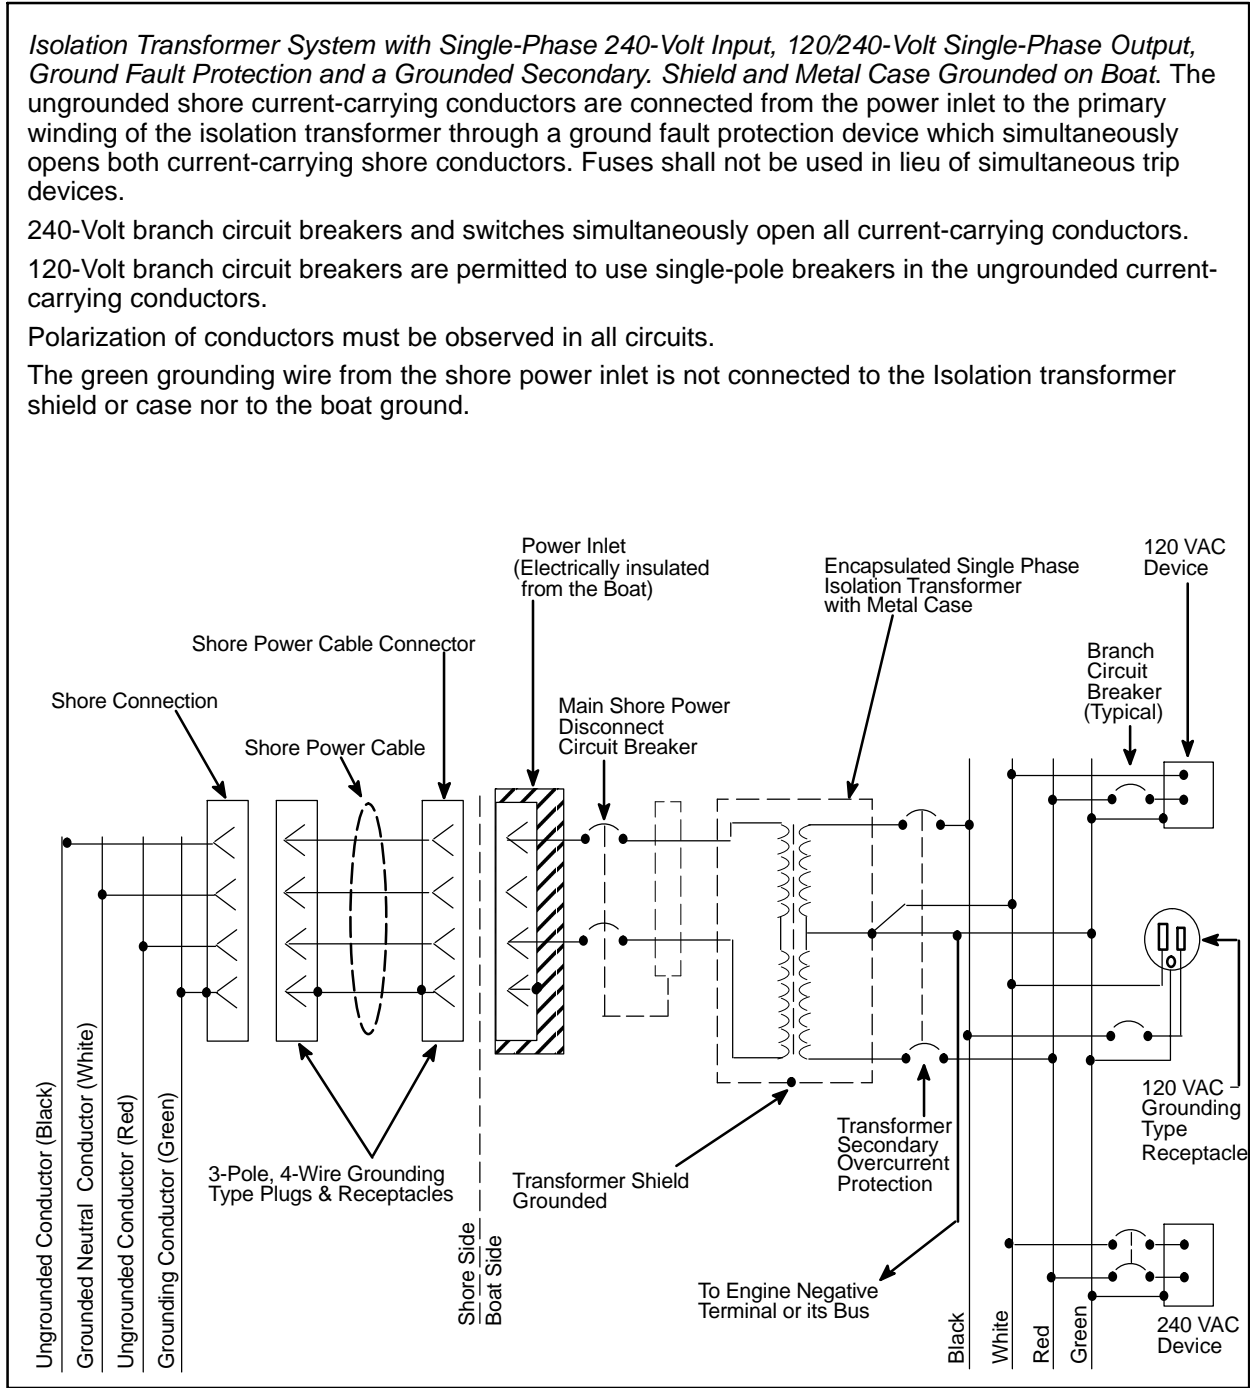 Isolation Transformer System with Single-Phase 240-Volt Input, 120/240-Volt Single-Phase Output,
Ground Fault Protection and a Grounded Secondary. Shield and Metal Case Grounded on Boat. The
ungrounded shore current-carrying conductors are connected from the power inlet to the primary
winding of the isolation transformer through a ground fault protection device which simultaneously
opens both current-carrying shore conductors. Fuses shall not be used in lieu of simultaneous trip
devices.
240-Volt branch circuit breakers and switches simultaneously open all current-carrying conductors.
120-Volt branch circuit breakers are permitted to use single-pole breakers in the ungrounded current-
carrying conductors.
Polarization of conductors must be observed in all circuits.
The green grounding wire from the shore power inlet is not connected to the Isolation transformer
shield or case nor to the boat ground.
Power Inlet
(Electrically insulated
from the Boat)
Encapsulated Single Phase
Isolation Transformer
with Metal Case
120 VAC
Device
Shore Power Cable Connector
Branch
Circuit
Breaker
(Typical)
Shore Connection
Main Shore Power
Disconnect
Circuit Breaker
Shore Power Cable
120 VAC
Grounding
Type
Receptacle
Transformer
Secondary
Overcurrent
Protection
3-Pole, 4-Wire Grounding
Type Plugs & Receptacles
Transformer Shield
Grounded
To Engine Negative
Terminal or its Bus
240 VAC
Device
Ungrounded Conductor (Black)
Grounded Neutral Conductor (White)
Ungrounded Conductor (Red)
Grounding Conductor (Green)
Shore Side
Boat Side
Black
White
Red
Green